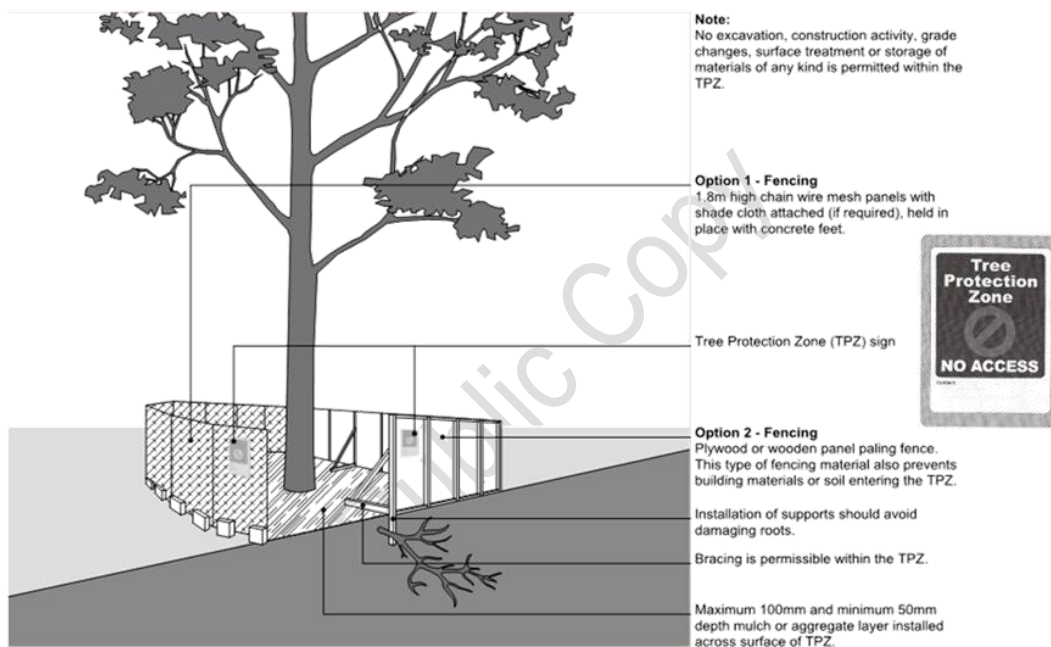 Note:
No excavation, construction activity, grade
changes, surface treatment or storage of
materials of any kind is permitted within the
TPZ.
Option 1 - Fencing
1.8m high chain wire mesh panels with
shade cloth attached (if required), held in
place with concrete feet.
Tree
Protection
Zone
NO ACCESS
Contact:
Tree Protection Zone (TPZ) sign
Option 2 - Fencing
Plywood or wooden panel paling fence.
This type of fencing material also prevents
building materials or soil entering the TPZ.
Installation of supports should avoid
damaging roots.
Bracing is permissible within the TPZ.
Maximum 100mm and minimum 50mm
depth mulch or aggregate layer installed
across surface of TPZ.
Public Copy